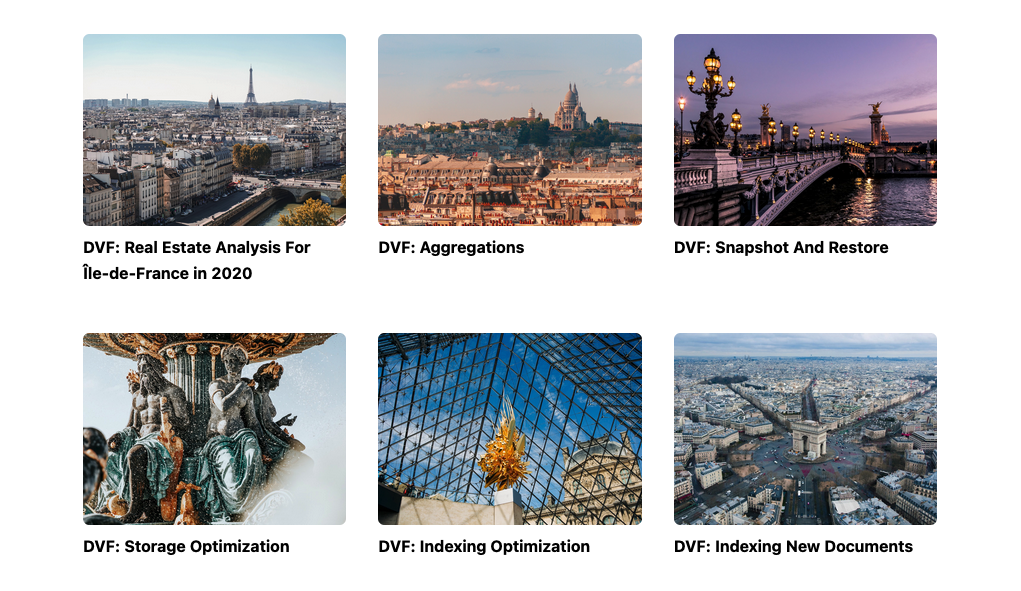 DVF: Real Estate Analysis For
Île-de-France in 2020
DVF: Aggregations
DVF: Snapshot And Restore
DVF: Storage Optimization
DVF: Indexing Optimization
DVF: Indexing New Documents